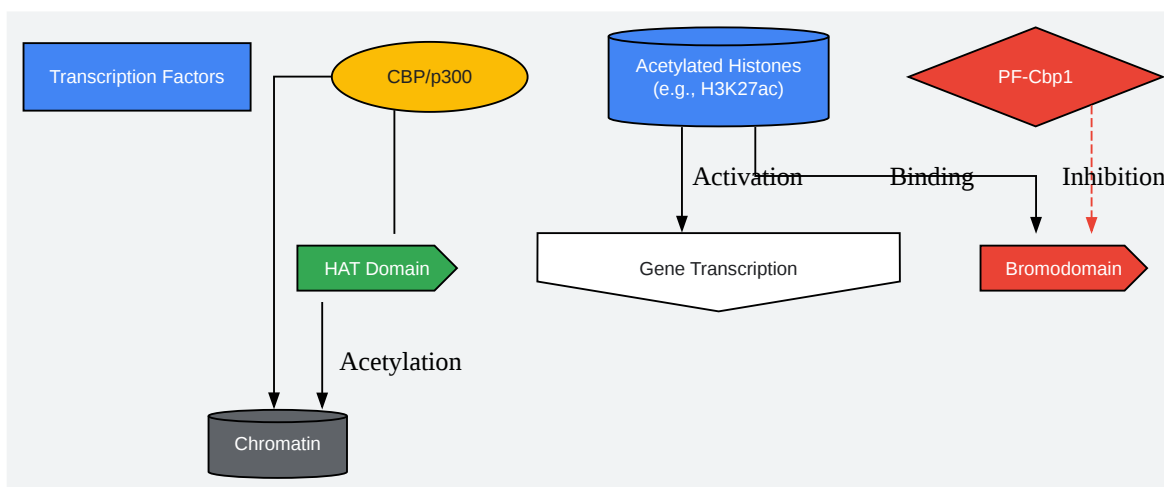 Transcription Factors
CBP/p300
Acetylated Histones
(e.g., H3K27ac)
PF-Cbp1
Activation
Binding
Inhibition
HAT Domain
Gene Transcription
Bromodomain
Acetylation
Chromatin